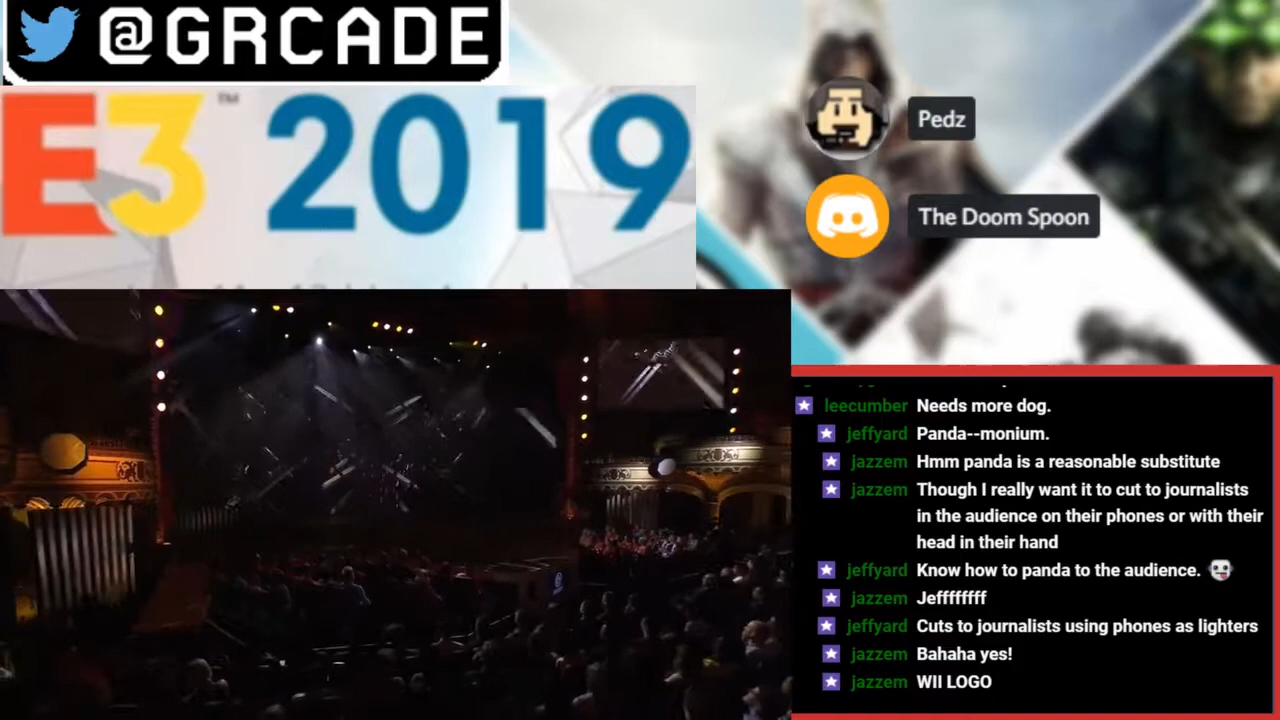 @GRCADE
E3™ 2019
Pedz
The Doom Spoon
leecumber Needs more dog.
jeffyard Panda--monium.
jazzem Hmm panda is a reasonable substitute
jazzem Though I really want it to cut to journalists
in the audience on their phones or with their
head in their hand
jeffyard Know how to panda to the audience.
jazzem Jeffffffff
jeffyard Cuts to journalists using phones as lighters
jazzem Bahaha yes!
jazzem WII LOGO